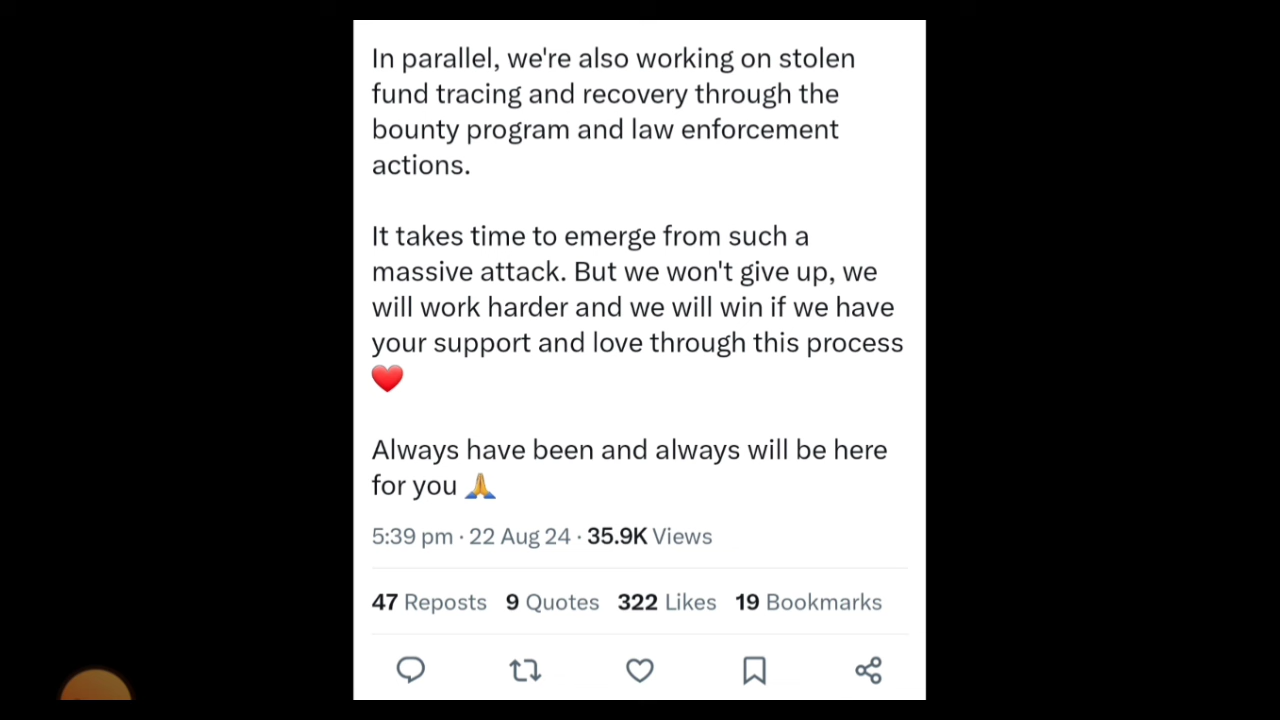 In parallel, we're also working on stolen
fund tracing and recovery through the
bounty program and law enforcement
actions.
It takes time to emerge from such a
massive attack. But we won't give up, we
will work harder and we will win if we have
your support and love through this process
❤️
Always have been and always will be here
for you 🙏
5:39 pm · 22 Aug 24 · 35.9K Views
47 Reposts 9 Quotes 322 Likes 19 Bookmarks